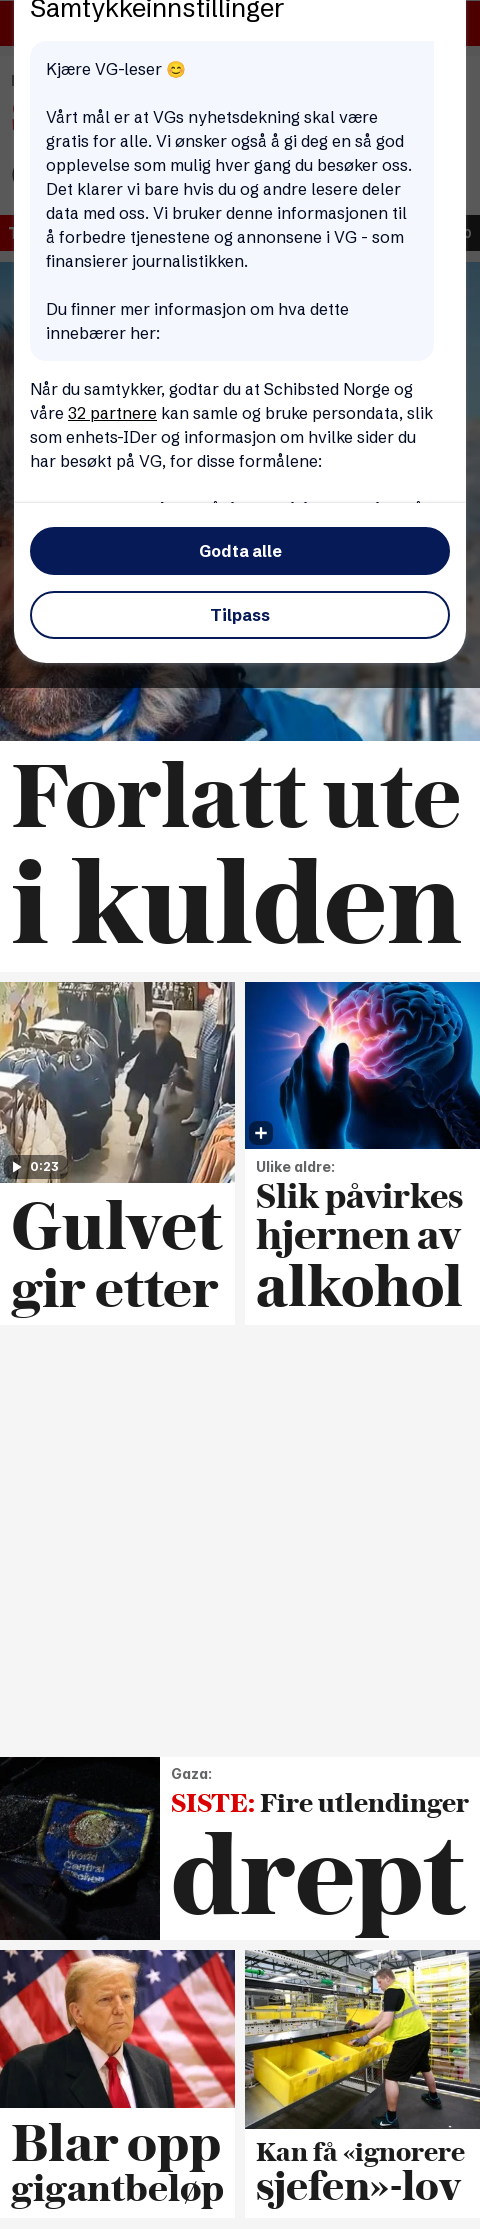 Samtykkeinnstillinger
Kjære VG-leser 😊
Vårt mål er at VGs nyhetsdekning skal være
gratis for alle. Vi ønsker også å gi deg en så god
opplevelse som mulig hver gang du besøker oss.
Det klarer vi bare hvis du og andre lesere deler
data med oss. Vi bruker denne informasjonen til
å forbedre tjenestene og annonsene i VG - som
finansierer journalistikken.
Du finner mer informasjon om hva dette
innebærer her:
Når du samtykker, godtar du at Schibsted Norge og
våre 32 partnere kan samle og bruke persondata, slik
som enhets-IDer og informasjon om hvilke sider du
har besøkt på VG, for disse formålene:
Godta alle
Tilpass
Forlatt ute
i kulden
0:23
Gulvet
gir etter
Ulike aldre:
Slik påvirkes
hjernen av
alkohol
World
Central
Kitchen
Gaza:
SISTE: Fire utlendinger
drept
Blar opp
gigantbeløp
Kan få «ignorere
sjefen»-lov